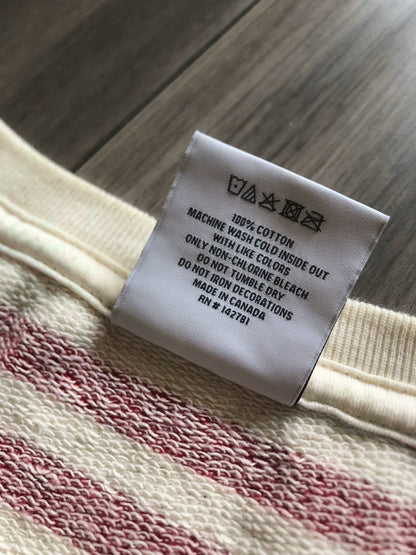 100% COTTON
MACHINE WASH COLD INSIDE OUT
WITH LIKE COLORS
ONLY NON-CHLORINE BLEACH
DO NOT TUMBLE DRY
DO NOT IRON DECORATIONS
MADE IN CANADA
RN # 142781